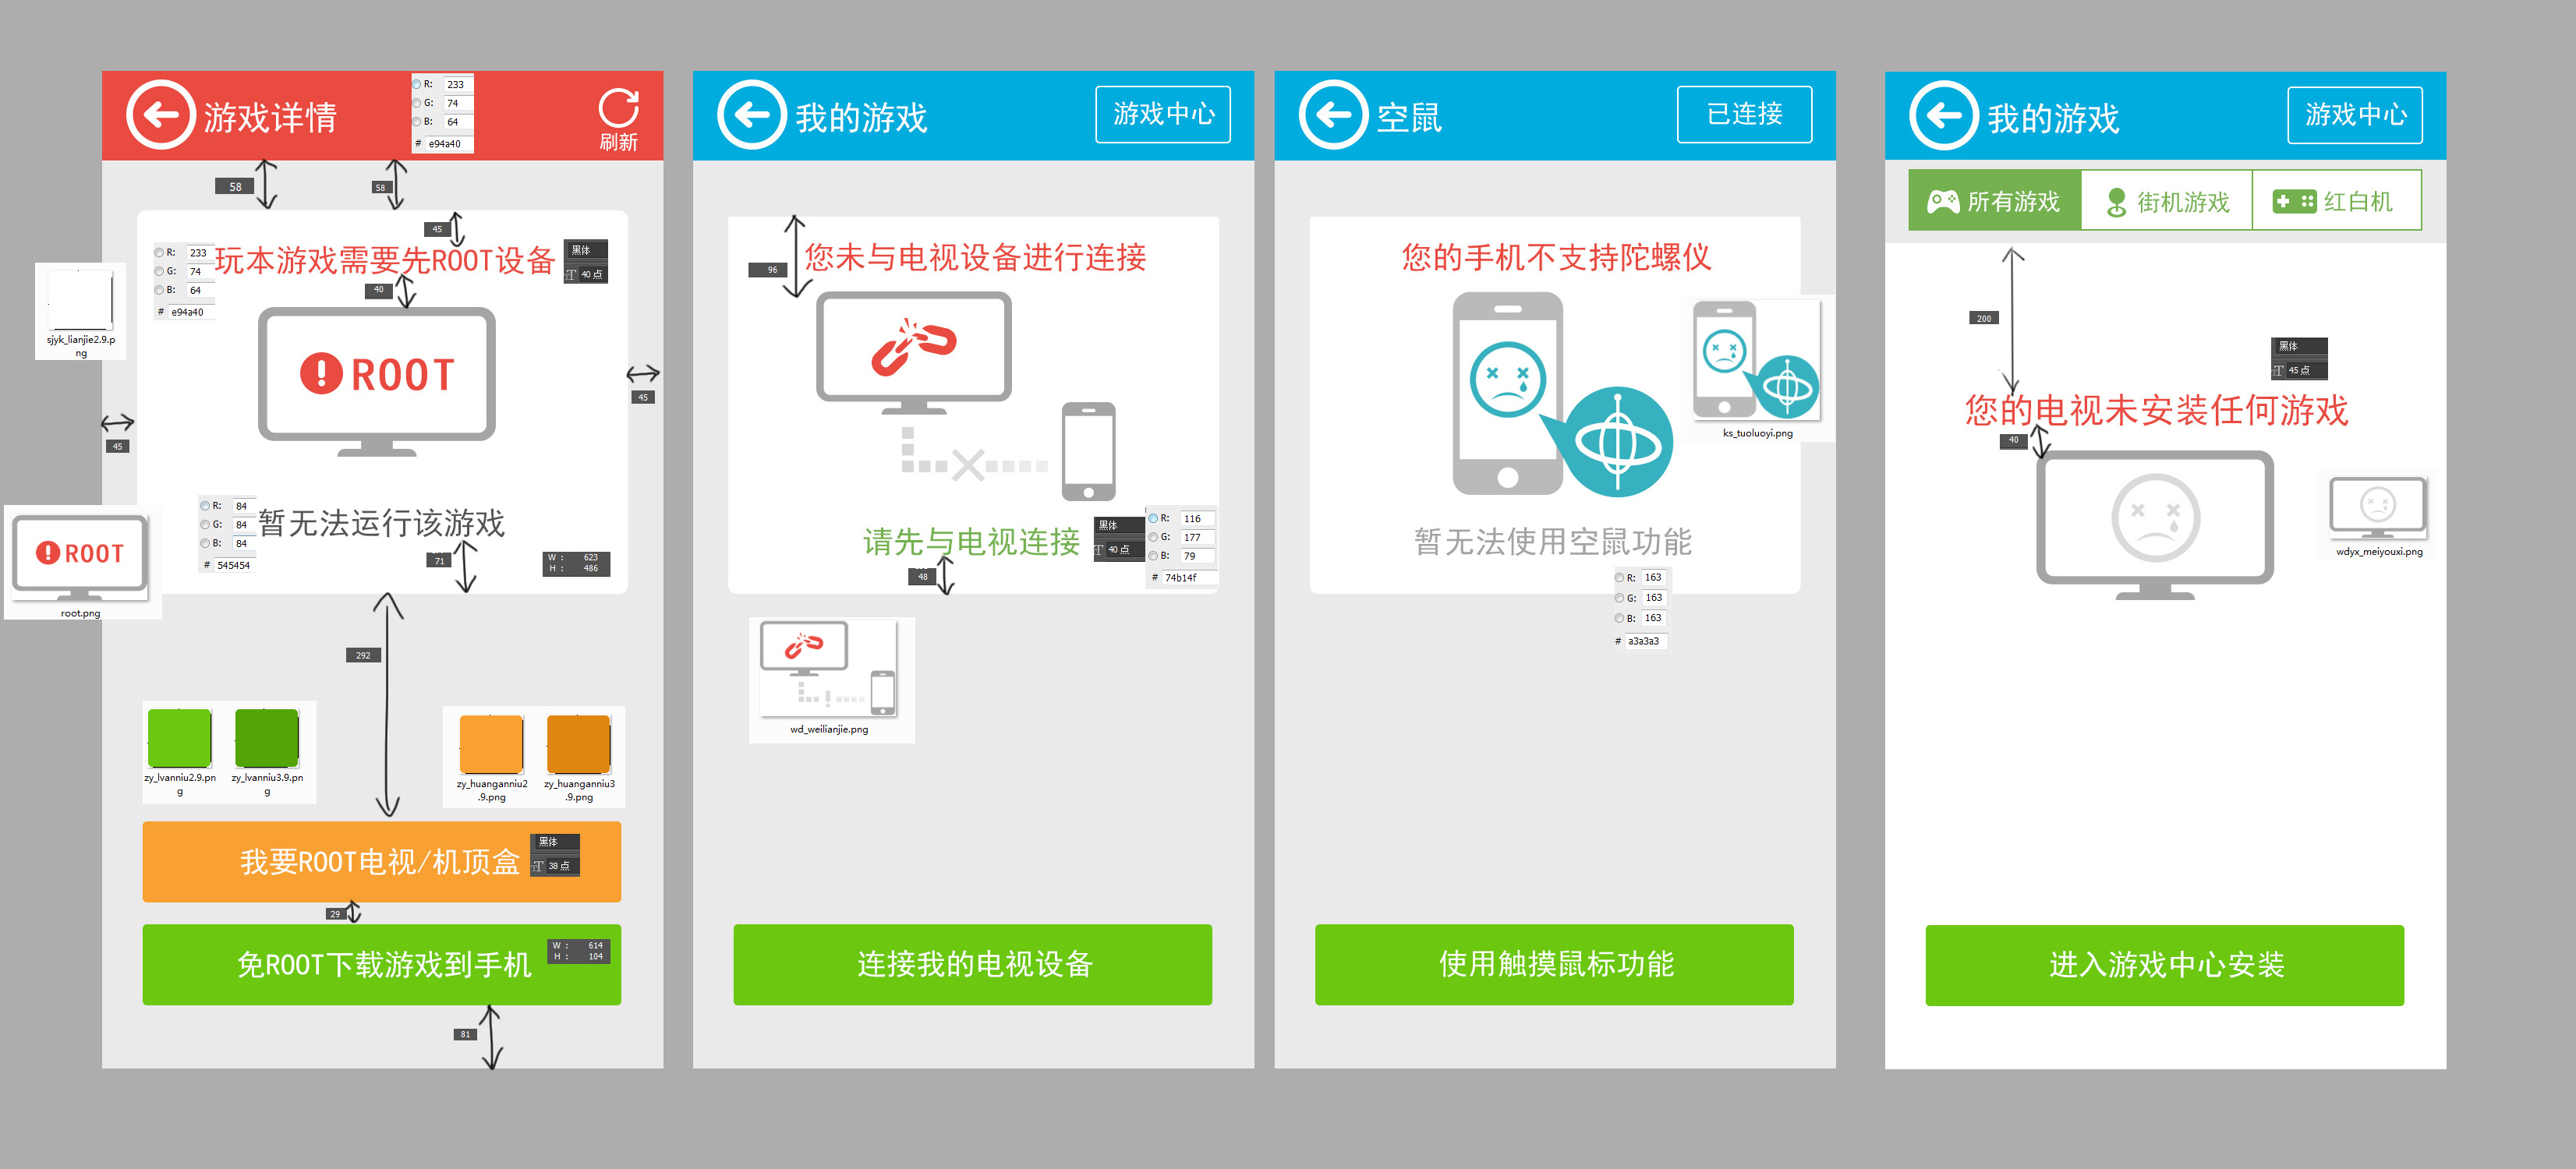 游戏详情
R: 233
G: 74
B: 64
# e94a40
刷新
58
58
45
R: 233
G: 74
B: 64
# e94a40
玩本游戏需要先ROOT设备
黑体
T 40 点
40
sjyk_lianjie2.9.p
ng
ROOT
45
45
ROOT
root.png
R: 84
G: 84
B: 84
# 545454
暂无法运行该游戏
71
W : 623
H : 486
292
zy_lvanniu2.9.pn
g
zy_lvanniu3.9.pn
g
zy_huanganniu2
.9.png
zy_huanganniu3
.9.png
我要ROOT电视/机顶盒
黑体
T 38 点
29
免ROOT下载游戏到手机
W : 614
H : 104
81
我的游戏
游戏中心
96
您未与电视设备进行连接
请先与电视连接
黑体
T 40 点
R: 116
G: 177
B: 79
# 74b14f
48
wd_weilianjie.png
连接我的电视设备
空鼠
已连接
您的手机不支持陀螺仪
ks_tuoluoyi.png
暂无法使用空鼠功能
R: 163
G: 163
B: 163
# a3a3a3
使用触摸鼠标功能
我的游戏
游戏中心
所有游戏
街机游戏
红白机
200
黑体
T 45 点
您的电视未安装任何游戏
40
wdyx_meiyouxi.png
进入游戏中心安装